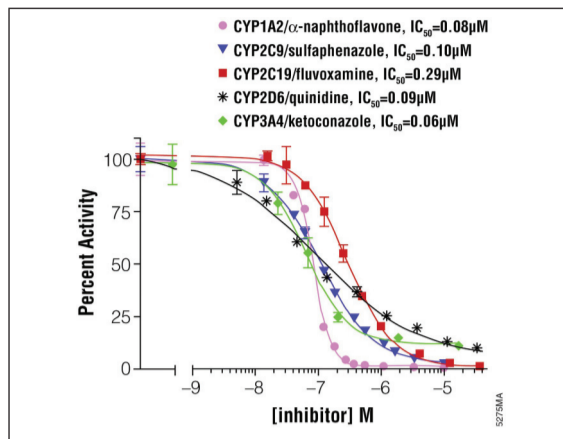 CYP1A2/α-naphthoflavone, IC50=0.08µM
CYP2C9/sulfaphenazole, IC50=0.10µM
CYP2C19/fluvoxamine, IC50=0.29µM
CYP2D6/quinidine, IC50=0.09µM
CYP3A4/ketoconazole, IC50=0.06µM
Percent Activity
100
75
50
25
0
–9 –8 –7 –6 –5
[inhibitor] M
5275MA